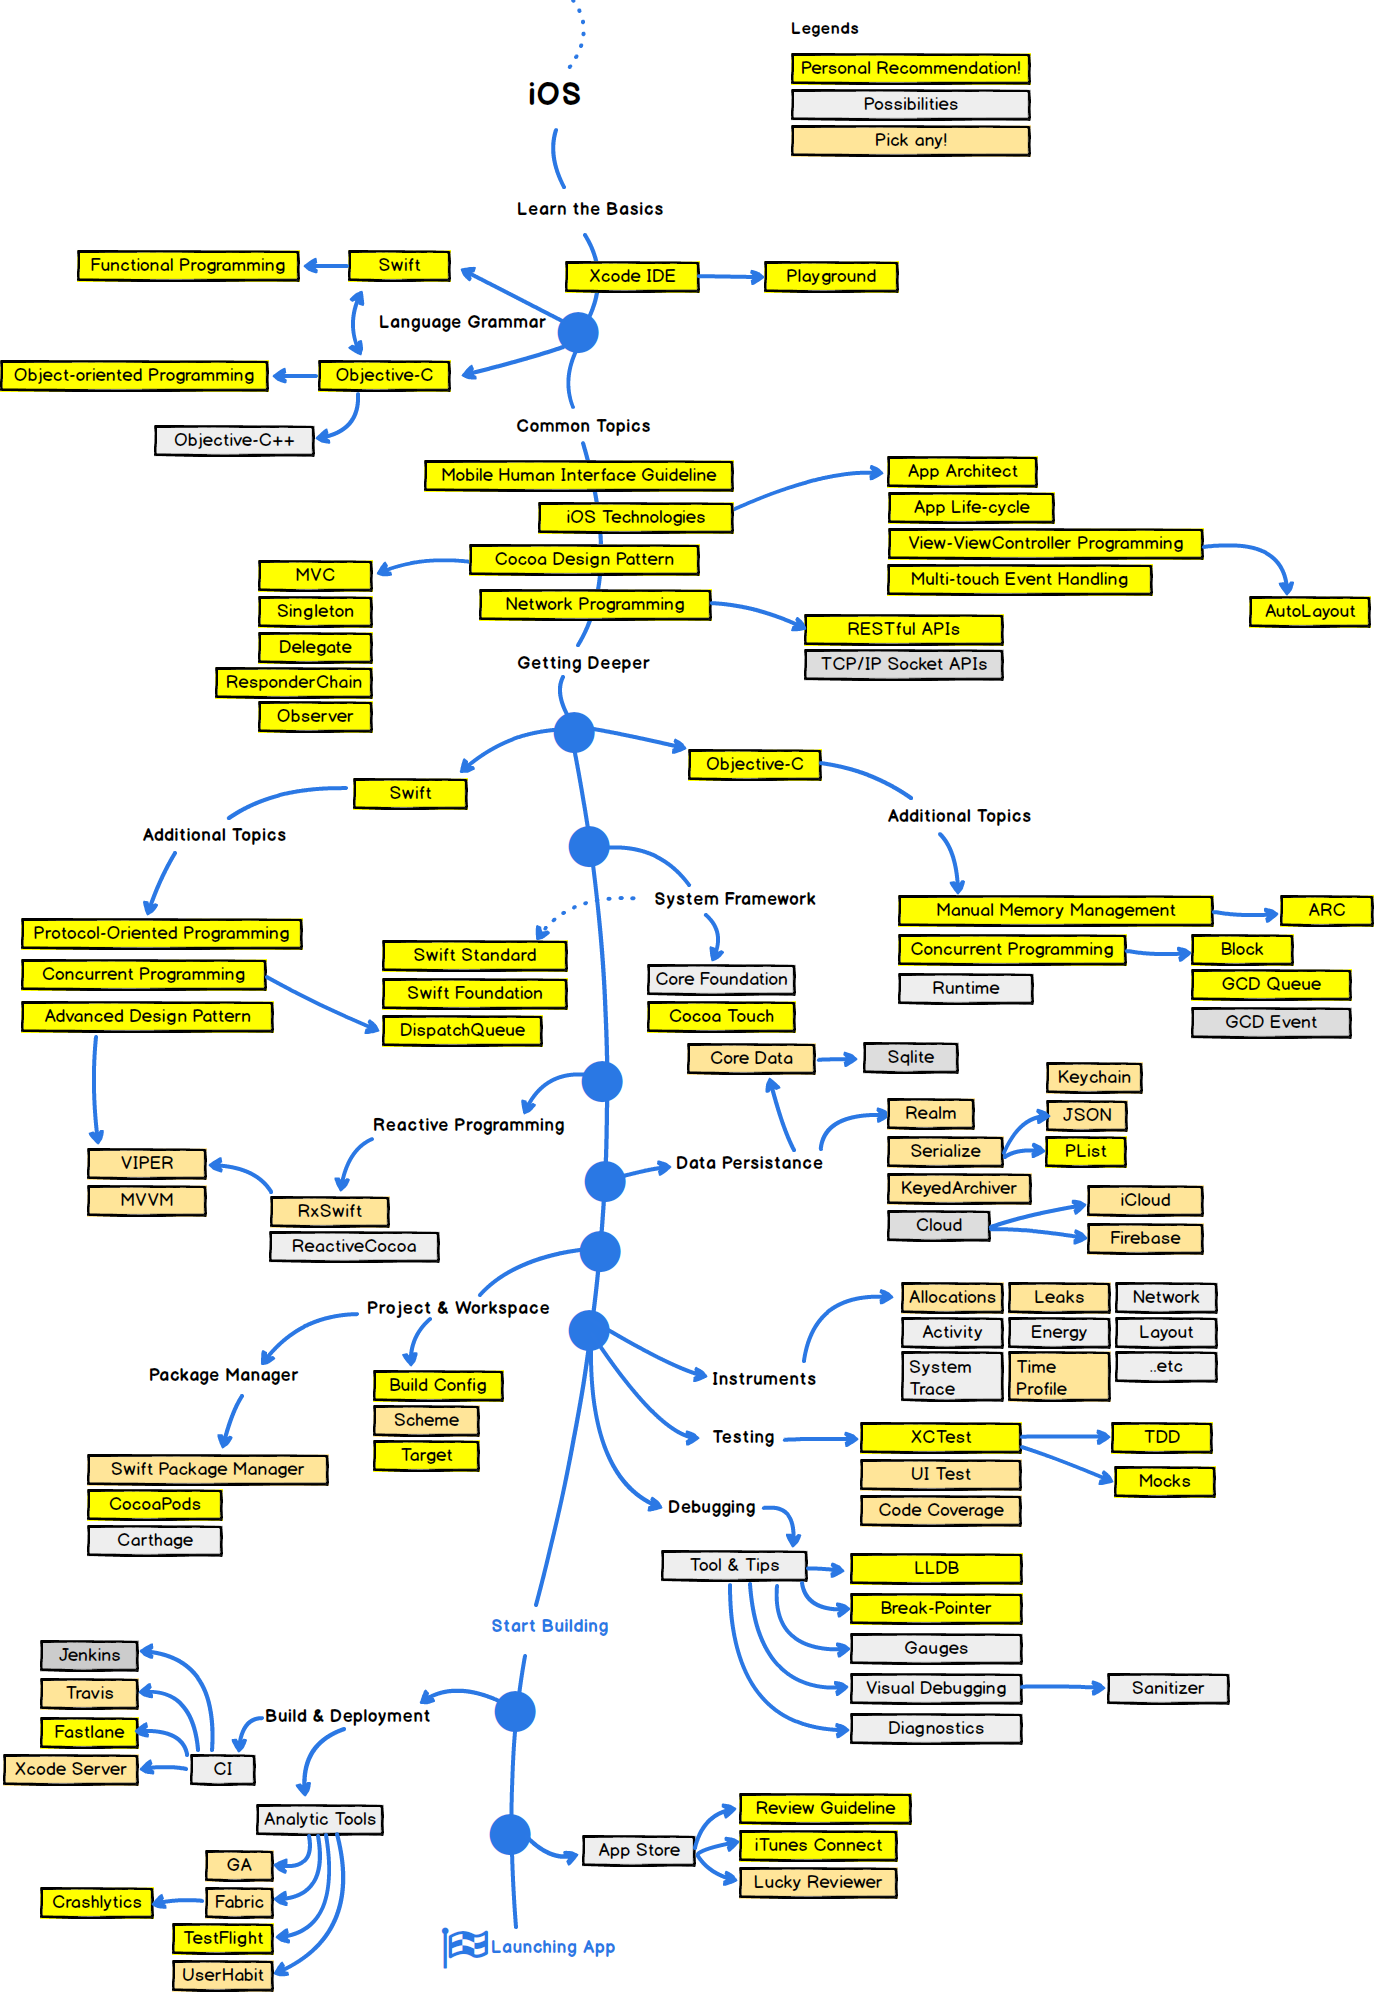 Legends
Personal Recommendation!
Possibilities
Pick any!
iOS
Learn the Basics
Functional Programming
Swift
Xcode IDE
Playground
Language Grammar
Object-oriented Programming
Objective-C
Objective-C++
Common Topics
Mobile Human Interface Guideline
App Architect
iOS Technologies
App Life-cycle
Cocoa Design Pattern
View-ViewController Programming
MVC
Multi-touch Event Handling
Singleton
Network Programming
AutoLayout
RESTful APIs
Delegate
Getting Deeper
TCP/IP Socket APIs
ResponderChain
Observer
Objective-C
Swift
Additional Topics
Additional Topics
System Framework
Manual Memory Management
ARC
Protocol-Oriented Programming
Swift Standard
Concurrent Programming
Block
Concurrent Programming
Core Foundation
Runtime
GCD Queue
Swift Foundation
Advanced Design Pattern
Cocoa Touch
GCD Event
DispatchQueue
Core Data
Sqlite
Keychain
Realm
JSON
Reactive Programming
Serialize
PList
VIPER
Data Persistance
KeyedArchiver
MVVM
iCloud
RxSwift
Cloud
Firebase
ReactiveCocoa
Allocations
Leaks
Network
Project & Workspace
Activity
Energy
Layout
Package Manager
Instruments
System
Trace
Time
Profile
..etc
Build Config
Scheme
Testing
XCTest
TDD
Target
Swift Package Manager
UI Test
Mocks
CocoaPods
Debugging
Code Coverage
Carthage
Tool & Tips
LLDB
Break-Pointer
Start Building
Gauges
Jenkins
Visual Debugging
Sanitizer
Travis
Build & Deployment
Diagnostics
Fastlane
Xcode Server
CI
Analytic Tools
Review Guideline
App Store
iTunes Connect
GA
Lucky Reviewer
Crashlytics
Fabric
TestFlight
Launching App
UserHabit